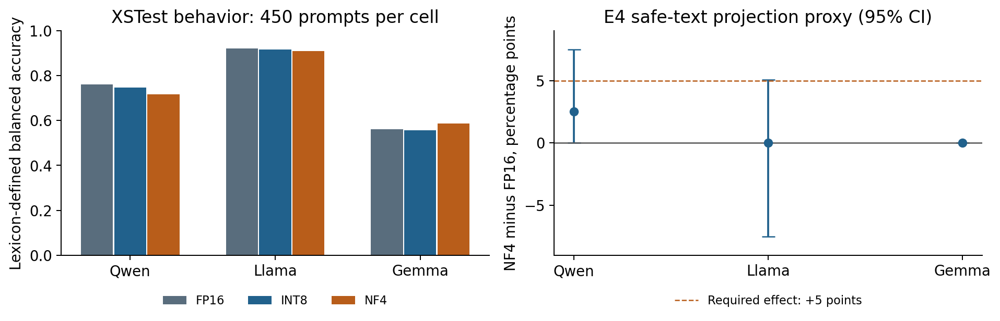 XSTest behavior: 450 prompts per cell
Lexicon-defined balanced accuracy
1.0
0.8
0.6
0.4
0.2
0.0
Qwen
Llama
Gemma
FP16
INT8
NF4
E4 safe-text projection proxy (95% CI)
NF4 minus FP16, percentage points
5
0
−5
Qwen
Llama
Gemma
Required effect: +5 points